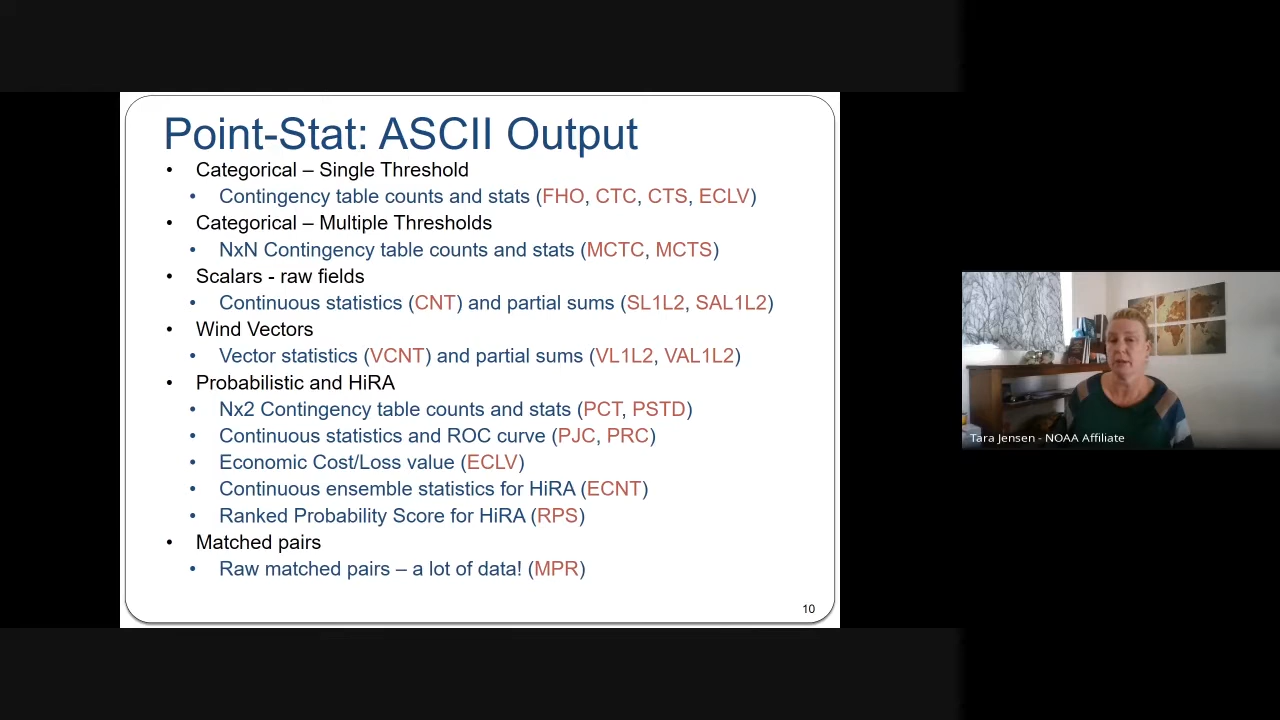 Point-Stat: ASCII Output
• Categorical – Single Threshold
• Contingency table counts and stats (FHO, CTC, CTS, ECLV)
• Categorical – Multiple Thresholds
• NxN Contingency table counts and stats (MCTC, MCTS)
• Scalars - raw fields
• Continuous statistics (CNT) and partial sums (SL1L2, SAL1L2)
• Wind Vectors
• Vector statistics (VCNT) and partial sums (VL1L2, VAL1L2)
• Probabilistic and HiRA
• Nx2 Contingency table counts and stats (PCT, PSTD)
• Continuous statistics and ROC curve (PJC, PRC)
• Economic Cost/Loss value (ECLV)
• Continuous ensemble statistics for HiRA (ECNT)
• Ranked Probability Score for HiRA (RPS)
• Matched pairs
• Raw matched pairs – a lot of data! (MPR)
10
Tara Jensen - NOAA Affiliate